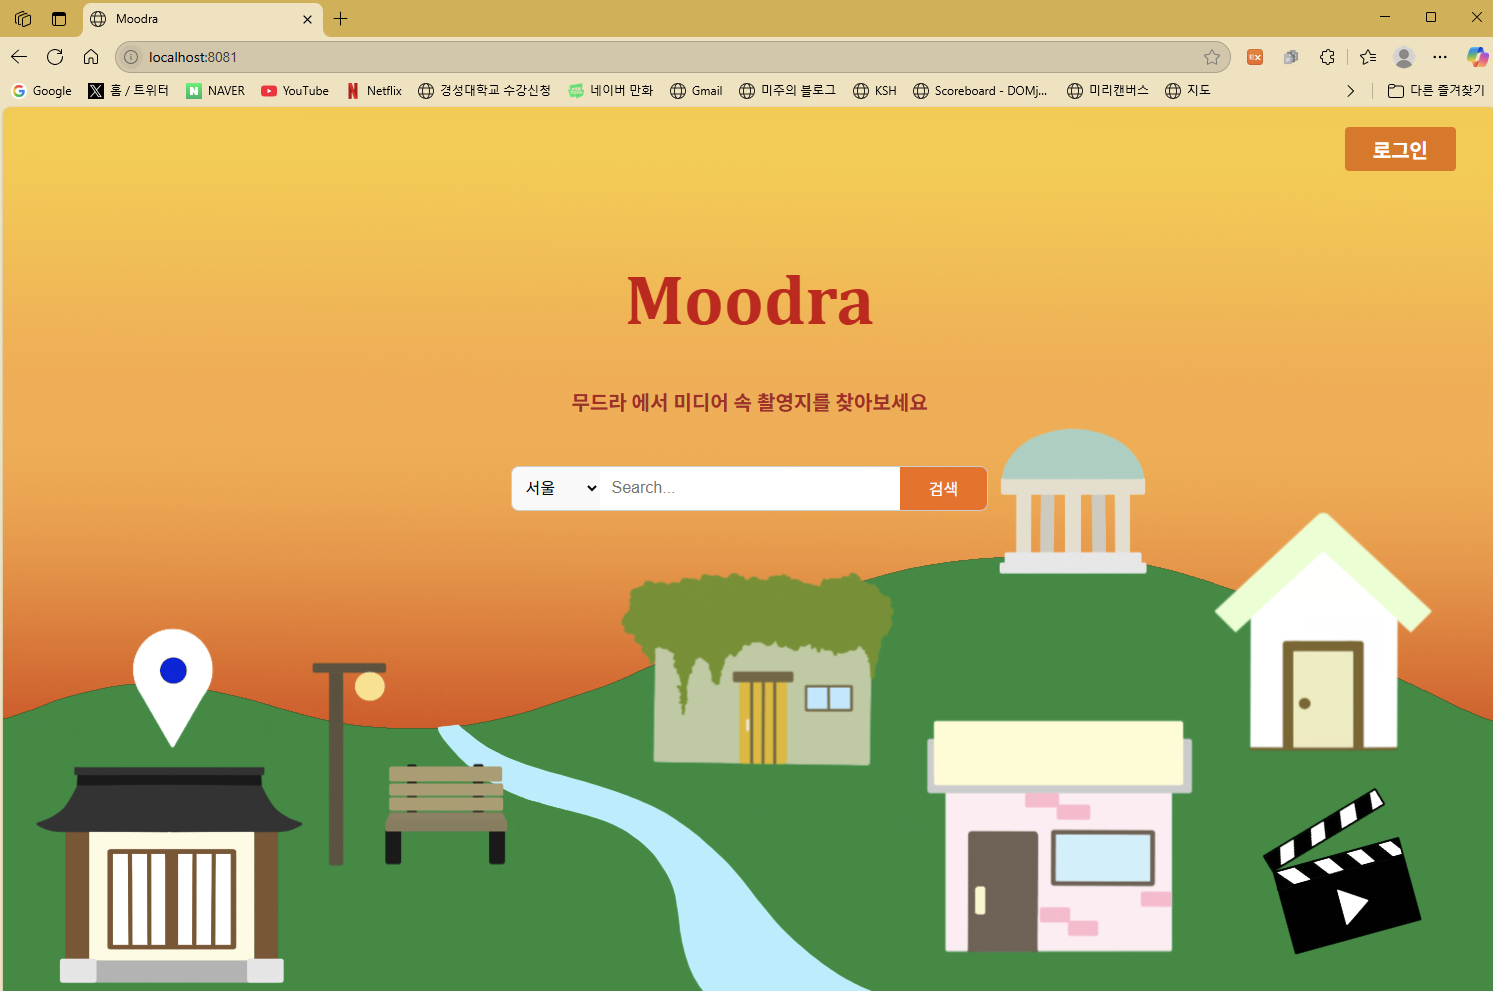 Moodra
localhost:8081
Google 홈 / 트위터 NAVER YouTube Netflix 경성대학교 수강신청 네이버 만화 Gmail 미주의 블로그 KSH Scoreboard - DOMj... 미리캔버스 지도 다른 즐겨찾기
로그인
Moodra
무드라 에서 미디어 속 촬영지를 찾아보세요
서울 Search... 검색